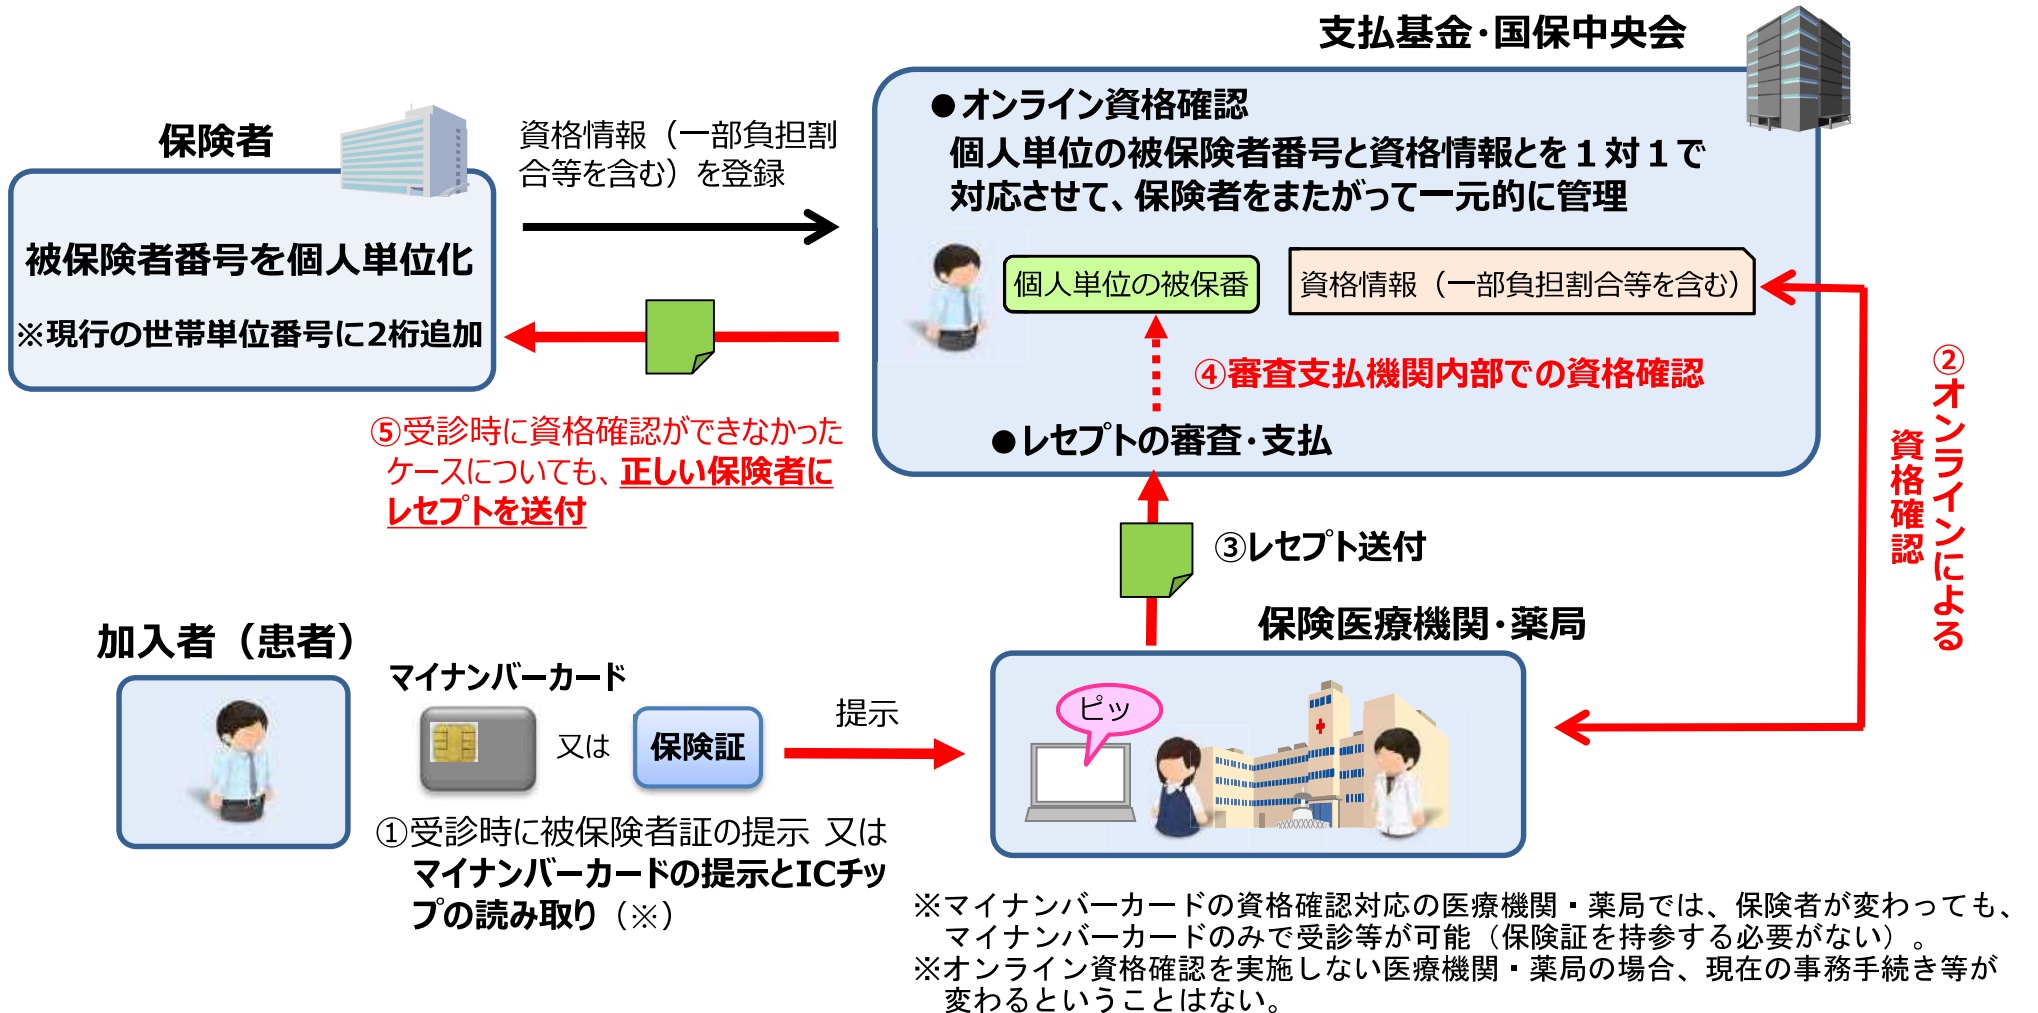 支払基金・国保中央会
●オンライン資格確認
個人単位の被保険者番号と資格情報とを１対１で
対応させて、保険者をまたがって一元的に管理
個人単位の被保番
資格情報（一部負担割合等を含む）
④審査支払機関内部での資格確認
●レセプトの審査・支払
保険者
被保険者番号を個人単位化
※現行の世帯単位番号に2桁追加
資格情報（一部負担割
合等を含む）を登録
⑤受診時に資格確認ができなかった
ケースについても、正しい保険者に
レセプトを送付
②オンラインによる
資格確認
③レセプト送付
保険医療機関・薬局
ピッ
加入者（患者）
マイナンバーカード
又は
保険証
提示
①受診時に被保険者証の提示 又は
マイナンバーカードの提示とICチッ
プの読み取り（※）
※マイナンバーカードの資格確認対応の医療機関・薬局では、保険者が変わっても、
マイナンバーカードのみで受診等が可能（保険証を持参する必要がない）。
※オンライン資格確認を実施しない医療機関・薬局の場合、現在の事務手続き等が
変わるということはない。